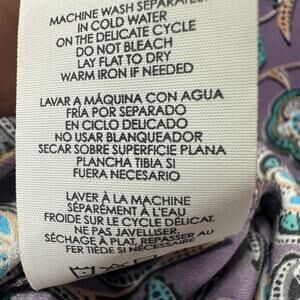 MACHINE WASH SEPARATELY
IN COLD WATER
ON THE DELICATE CYCLE
DO NOT BLEACH
LAY FLAT TO DRY
WARM IRON IF NEEDED
LAVAR A MÁQUINA CON AGUA
FRÍA POR SEPARADO
EN CICLO DELICADO
NO USAR BLANQUEADOR
SECAR SOBRE SUPERFICIE PLANA
PLANCHA TIBIA SI
FUERA NECESARIO
LAVER À LA MACHINE
SÉPARÉMENT À L'EAU
FROIDE SUR LE CYCLE DÉLICAT,
NE PAS JAVELLISER,
SÉCHAGE À PLAT, REPASSER AU
FER TIÈDE SI NÉCESSAIRE